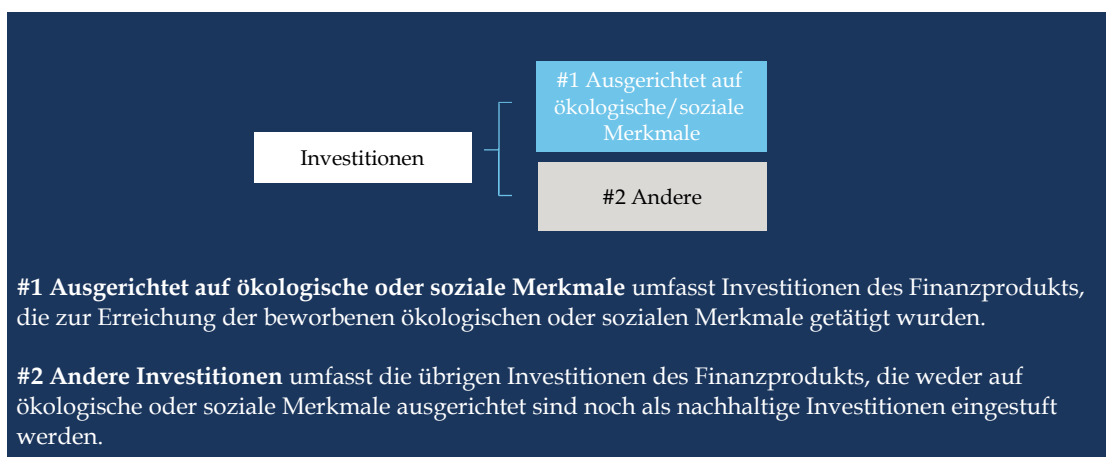 #1 Ausgerichtet auf
ökologische/soziale
Merkmale
Investitionen
#2 Andere
#1 Ausgerichtet auf ökologische oder soziale Merkmale umfasst Investitionen des Finanzprodukts,
die zur Erreichung der beworbenen ökologischen oder sozialen Merkmale getätigt wurden.
#2 Andere Investitionen umfasst die übrigen Investitionen des Finanzprodukts, die weder auf
ökologische oder soziale Merkmale ausgerichtet sind noch als nachhaltige Investitionen eingestuft
werden.